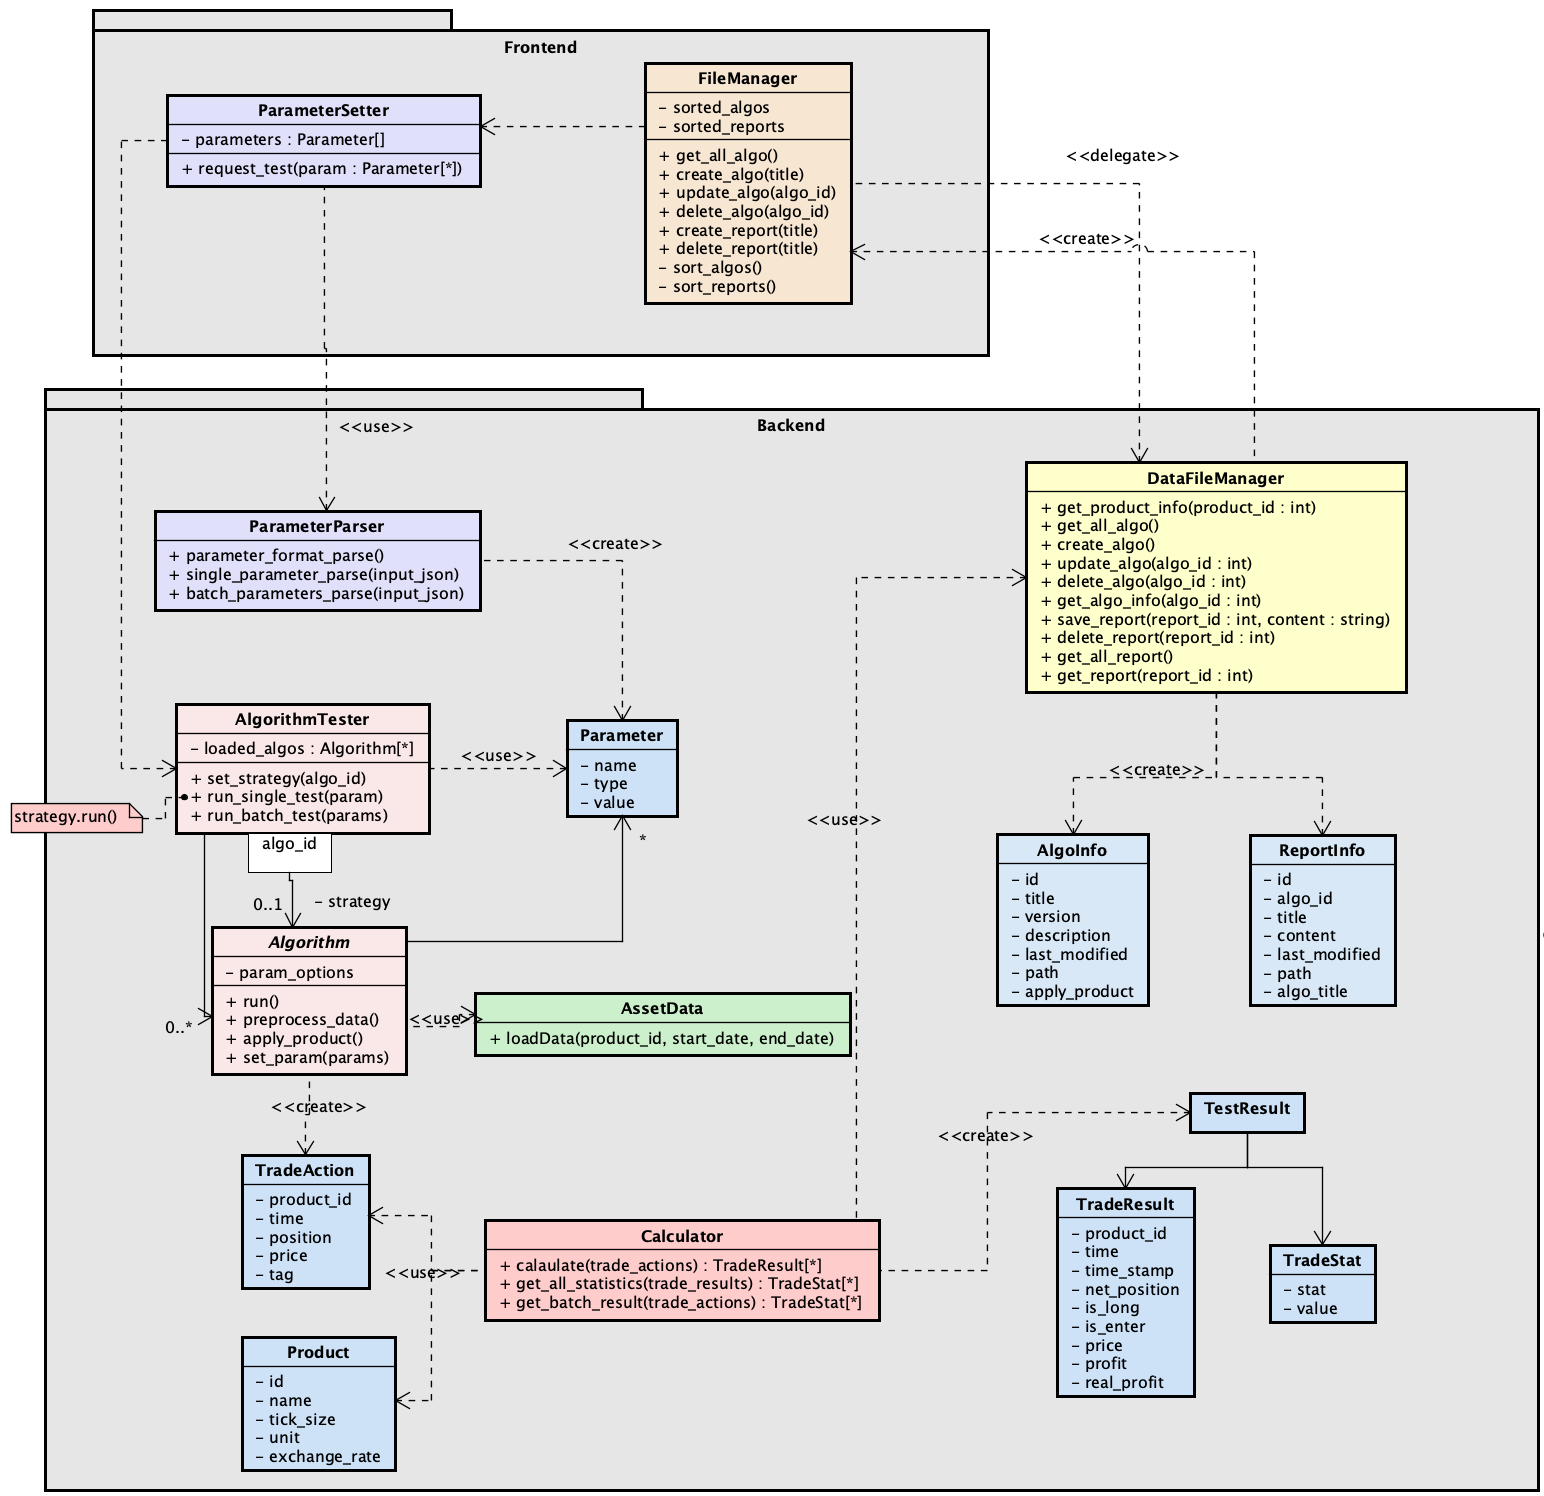 Frontend
ParameterSetter
– parameters : Parameter[]
+ request_test(param : Parameter[*])
FileManager
– sorted_algos
– sorted_reports
+ get_all_algo()
+ create_algo(title)
+ update_algo(algo_id)
+ delete_algo(algo_id)
+ create_report(title)
+ delete_report(title)
– sort_algos()
– sort_reports()
<<delegate>>
<<create>>
Backend
<<use>>
ParameterParser
+ parameter_format_parse()
+ single_parameter_parse(input_json)
+ batch_parameters_parse(input_json)
<<create>>
DataFileManager
+ get_product_info(product_id : int)
+ get_all_algo()
+ create_algo()
+ update_algo(algo_id : int)
+ delete_algo(algo_id : int)
+ get_algo_info(algo_id : int)
+ save_report(report_id : int, content : string)
+ delete_report(report_id : int)
+ get_all_report()
+ get_report(report_id : int)
AlgorithmTester
– loaded_algos : Algorithm[*]
+ set_strategy(algo_id)
+ run_single_test(param)
+ run_batch_test(params)
strategy.run()
<<use>>
Parameter
– name
– type
– value
*
<<use>>
<<create>>
algo_id
0..1
– strategy
0..*
Algorithm
– param_options
+ run()
+ preprocess_data()
+ apply_product()
+ set_param(params)
<<use>>
AssetData
+ loadData(product_id, start_date, end_date)
AlgoInfo
– id
– title
– version
– description
– last_modified
– path
– apply_product
ReportInfo
– id
– algo_id
– title
– content
– last_modified
– path
– algo_title
<<create>>
TradeAction
– product_id
– time
– position
– price
– tag
<<use>>
Calculator
+ calaulate(trade_actions) : TradeResult[*]
+ get_all_statistics(trade_results) : TradeStat[*]
+ get_batch_result(trade_actions) : TradeStat[*]
<<create>>
TestResult
TradeResult
– product_id
– time
– time_stamp
– net_position
– is_long
– is_enter
– price
– profit
– real_profit
TradeStat
– stat
– value
Product
– id
– name
– tick_size
– unit
– exchange_rate